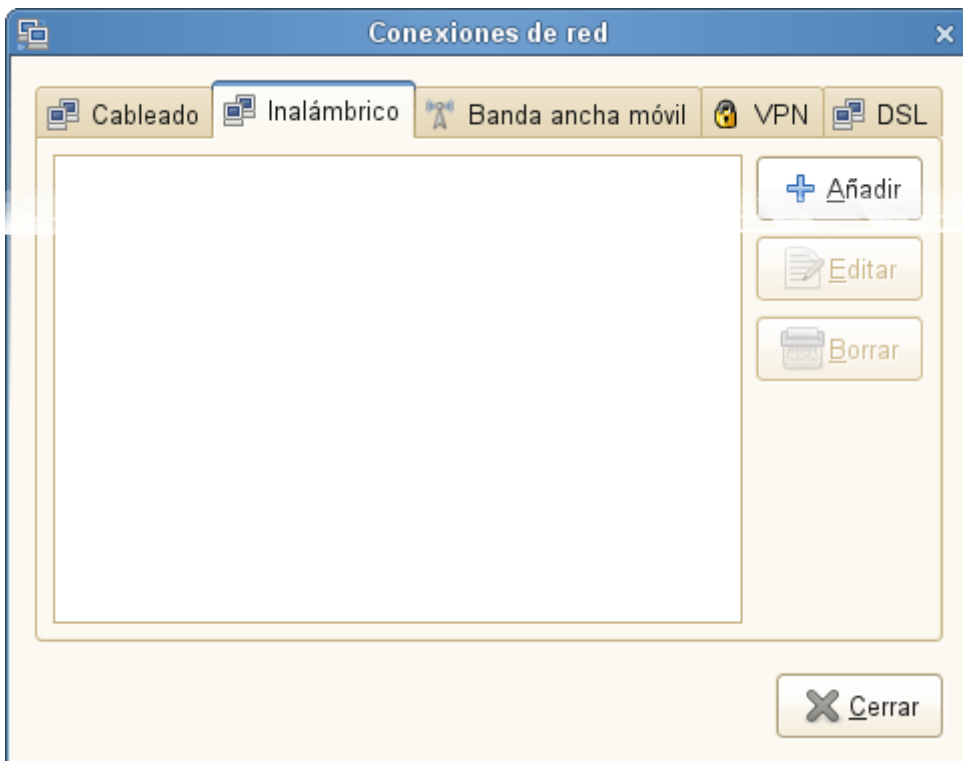 Conexiones de red
Cableado Inalámbrico Banda ancha móvil VPN DSL
Añadir
Editar
Borrar
Cerrar